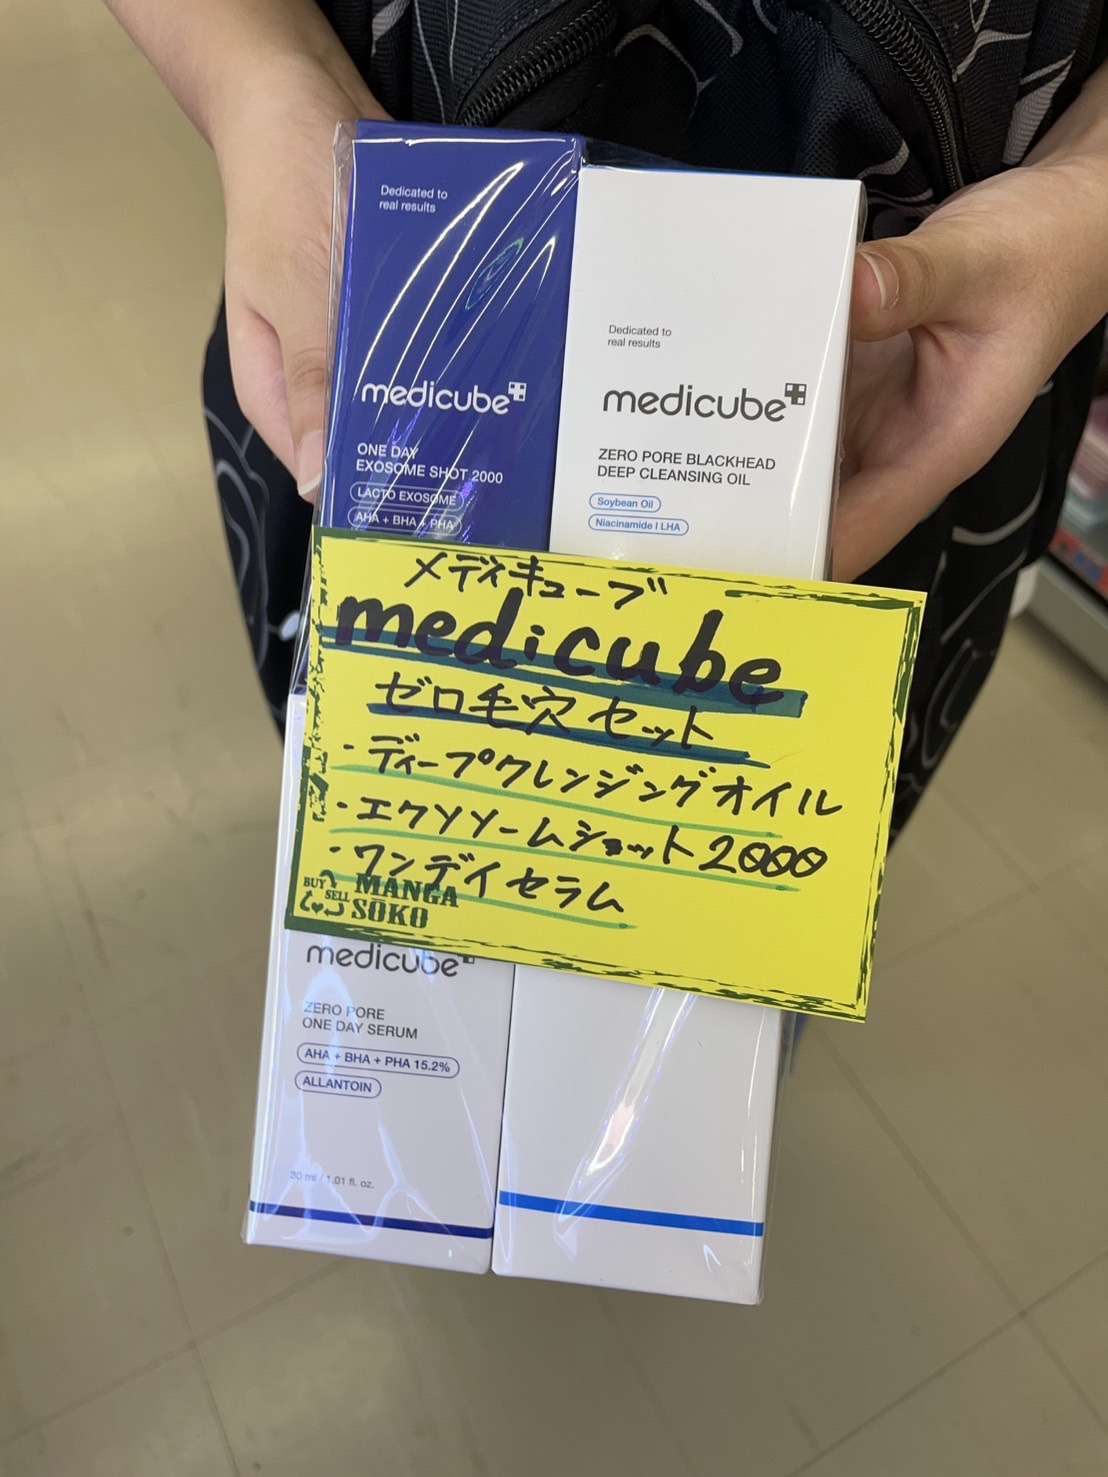 Dedicated to
real results
medicube
ONE DAY
EXOSOME SHOT 2000
LACTO EXOSOME
AHA + BHA + PHA
Dedicated to
real results
medicube
ZERO PORE BLACKHEAD
DEEP CLEANSING OIL
Soybean Oil
Niacinamide I LHA
メディキューブ
medicube
ゼロ毛穴セット
・ディープクレンジングオイル
・エクソソームショット2000
・ワンデイセラム
BUY
SELL
MANGA
SŌKO
medicube
ZERO PORE
ONE DAY SERUM
AHA + BHA + PHA 15.2%
ALLANTOIN
30 ml / 1.01 fl. oz.